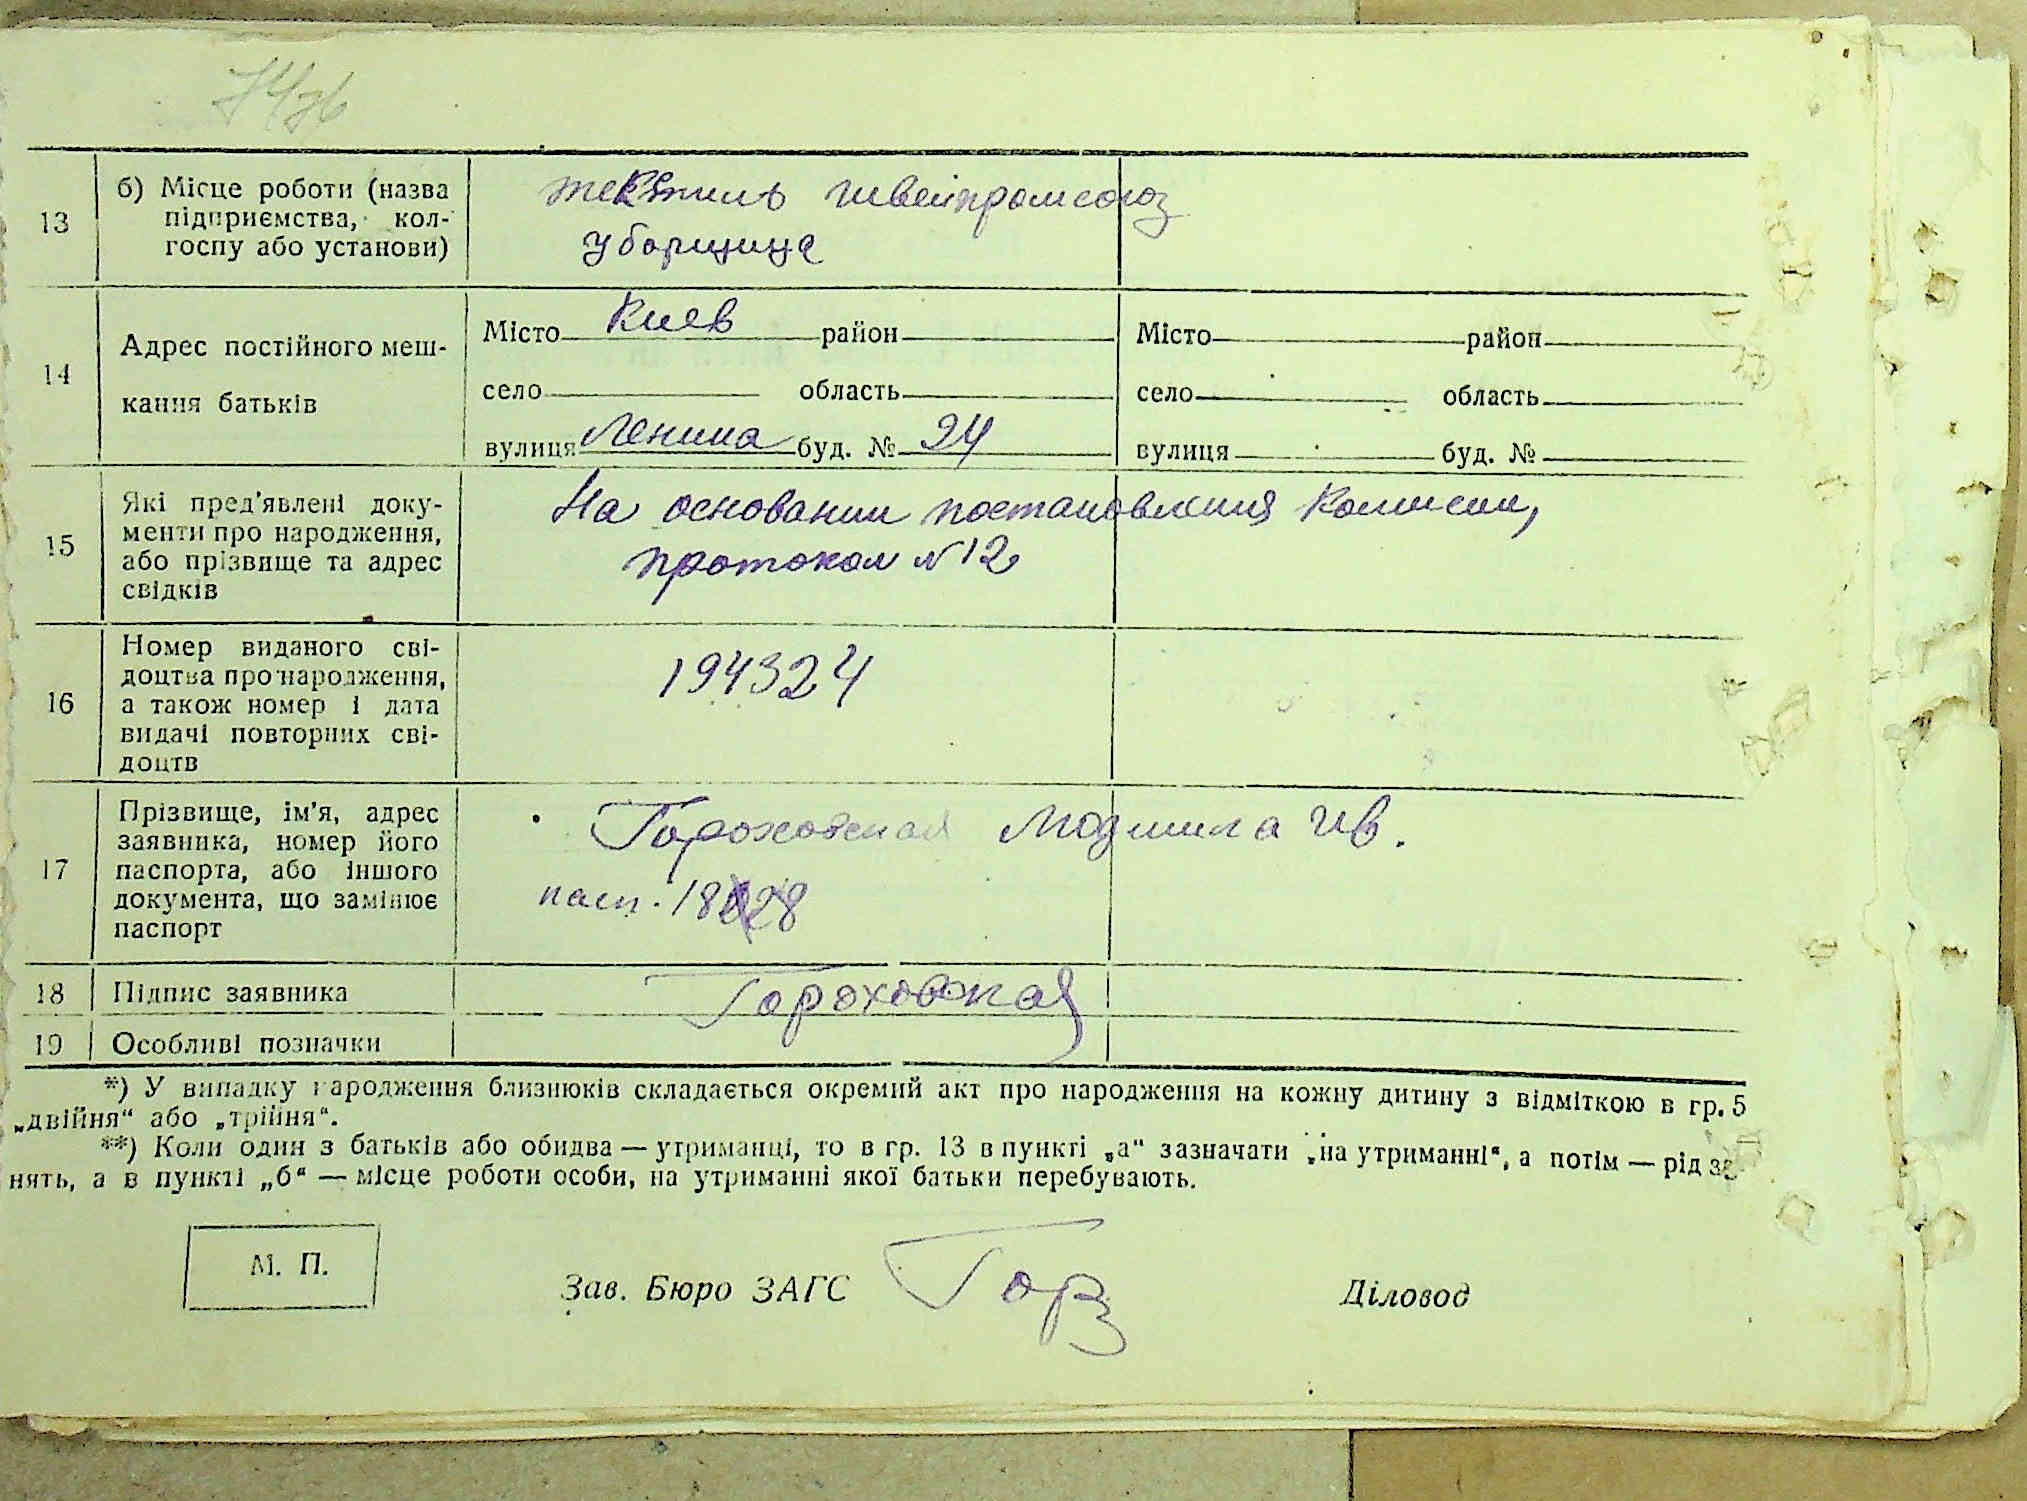 74зв
13
б) Місце роботи (назва
підприємства, кол-
госпу або установи)
текстиль швейпромсоюз
уборщица
14
Адрес постійного меш-
кання батьків
Місто Киев район
село область
вулиця Ленина буд. № 24
Місто район
село область
вулиця буд. №
15
Які пред'явлені доку-
менти про народження,
або прізвище та адрес
свідків
На основании постановления Комиссии,
протокол №12
16
Номер виданого сві-
доцтва про народження,
а також номер і дата
видачі повторних сві-
доцтв
194324
17
Прізвище, ім'я, адрес
заявника, номер його
паспорта, або іншого
документа, що замінює
паспорт
Гороховская Людмила Ив.
пасп.
18
Підпис заявника
Гороховская
19
Особливі позначки
*) У випадку народження близнюків складається окремий акт про народження на кожну дитину з відміткою в гр. 5
„двійня“ або „трійня“.
**) Коли один з батьків або обидва — утриманці, то в гр. 13 в пункті „а“ зазначати „на утриманні“, а потім — рід за-
нять, а в пункті „б“ — місце роботи особи, на утриманні якої батьки перебувають.
М. П.
Зав. Бюро ЗАГС
Діловод